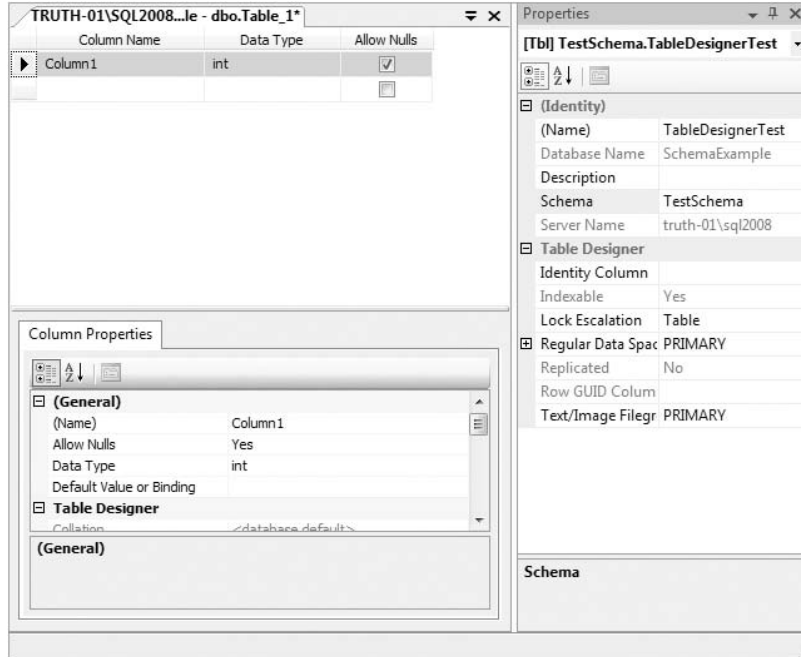 TRUTH-01\SQL2008...le - dbo.Table_1*
Column Name Data Type Allow Nulls
Column1 int
Column Properties
(General)
(Name) Column1
Allow Nulls Yes
Data Type int
Default Value or Binding
Table Designer
Collation <database default>
(General)
Properties
[Tbl] TestSchema.TableDesignerTest
(Identity)
(Name) TableDesignerTest
Database Name SchemaExample
Description
Schema TestSchema
Server Name truth-01\sql2008
Table Designer
Identity Column
Indexable Yes
Lock Escalation Table
Regular Data Spac PRIMARY
Replicated No
Row GUID Colum
Text/Image Filegr PRIMARY
Schema